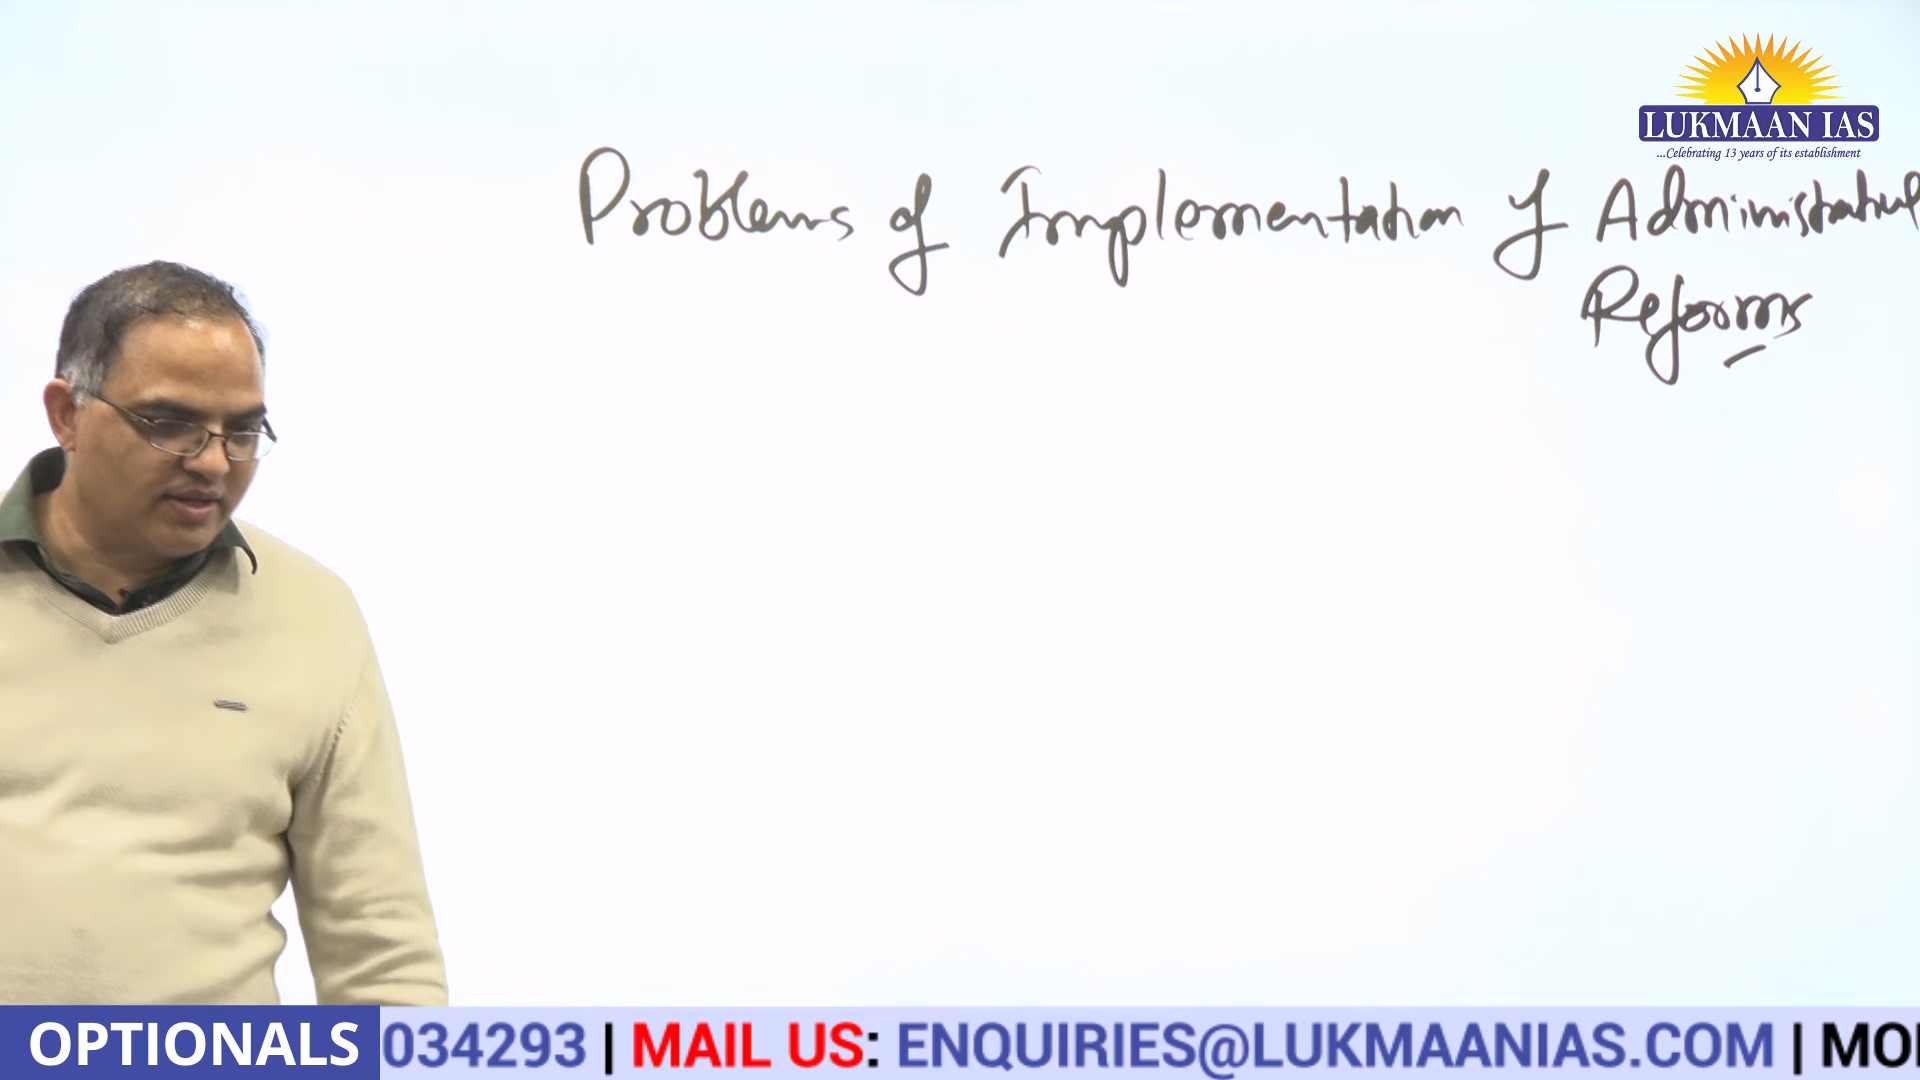 LUKMAAN IAS
...Celebrating 13 years of its establishment
Problems of Implementation of Administrative
Reforms
OPTIONALS
034293 | MAIL US: ENQUIRIES@LUKMAANIAS.COM | MO